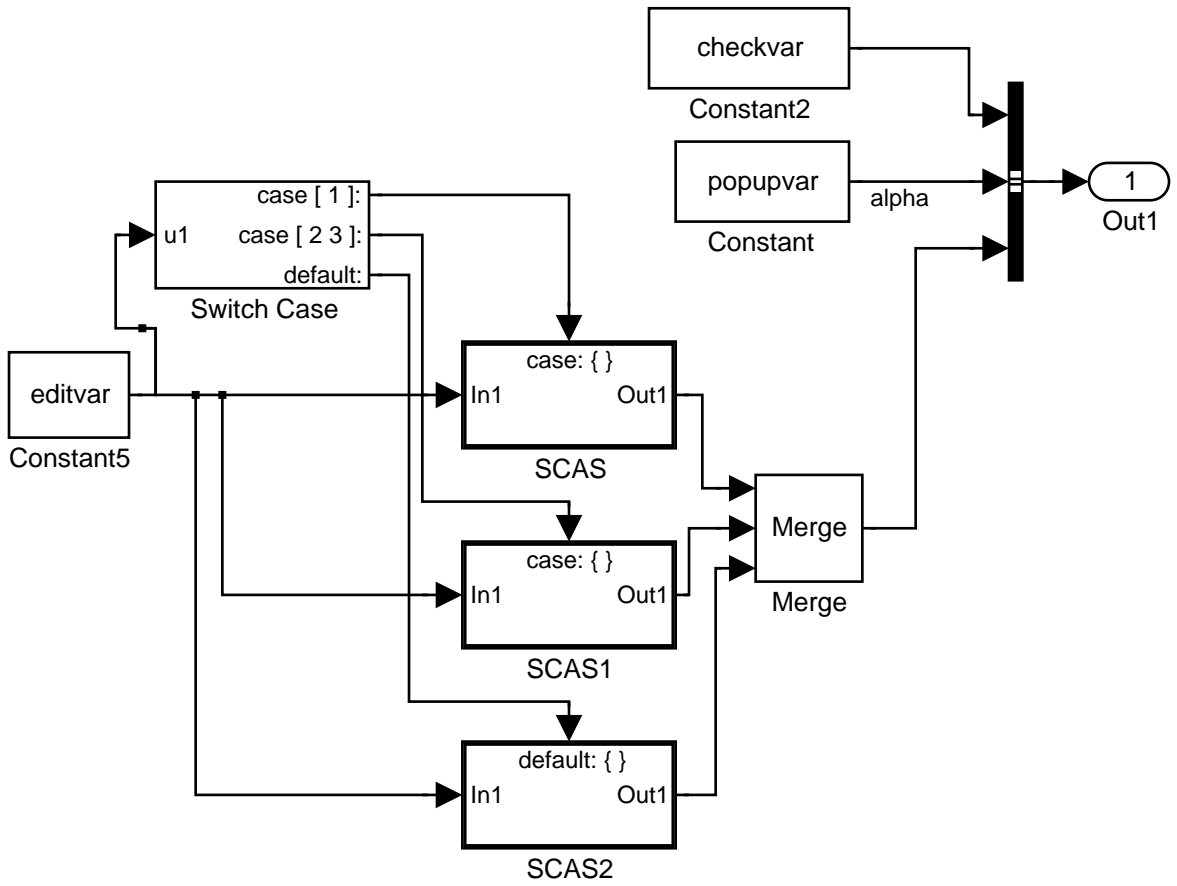 checkvar
Constant2
popupvar
alpha
Constant
1
Out1
case [ 1 ]:
u1
case [ 2 3 ]:
default:
Switch Case
editvar
Constant5
case: { }
In1
Out1
SCAS
case: { }
In1
Out1
SCAS1
Merge
Merge
default: { }
In1
Out1
SCAS2